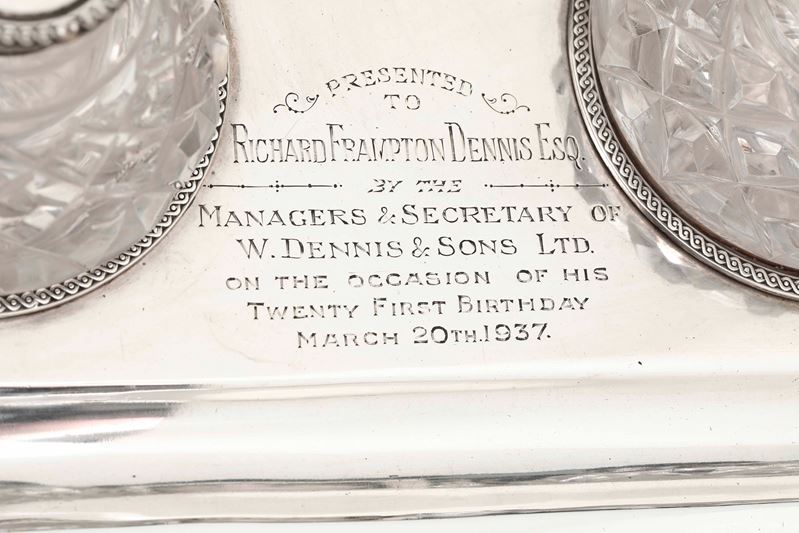 PRESENTED
TO
RICHARD FRAMPTON DENNIS ESQ.
BY THE
MANAGERS & SECRETARY OF
W. DENNIS & SONS LTD.
ON THE OCCASION OF HIS
TWENTY FIRST BIRTHDAY
MARCH 20TH. 1937.